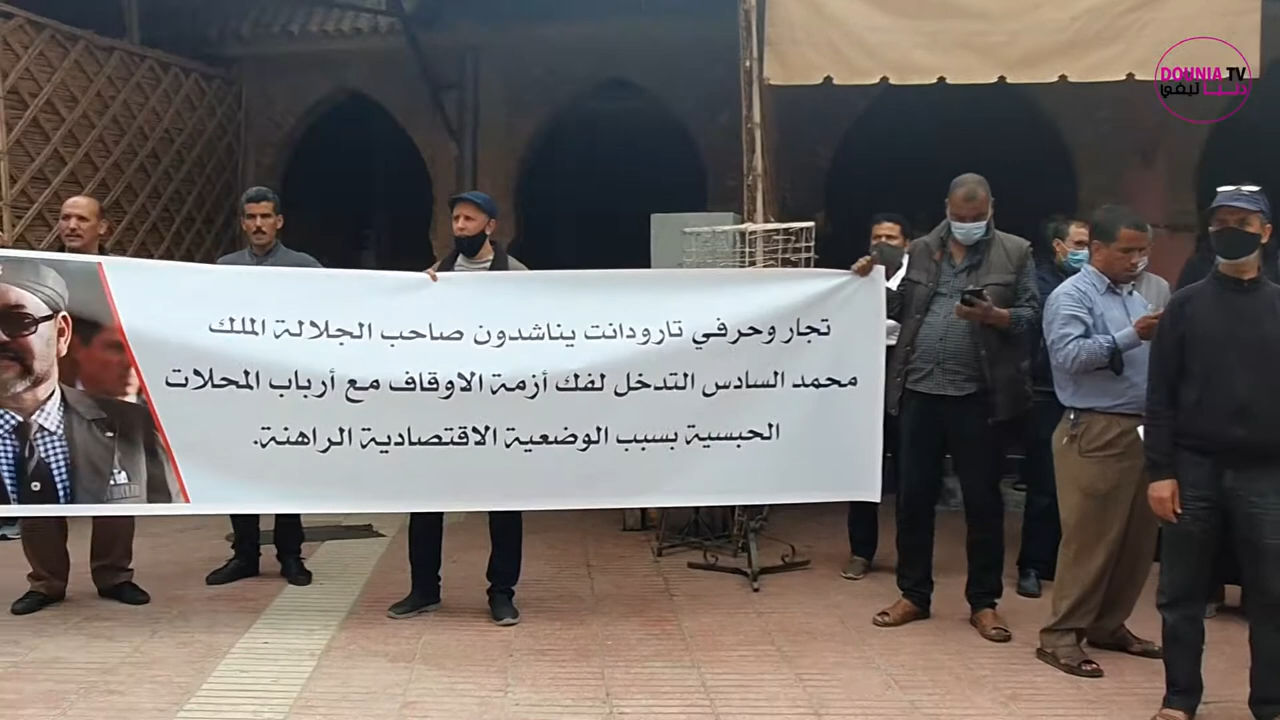 DOUNIA TV
دنيا تيفي
تجار وحرفي تارودانت يناشدون صاحب الجلالة الملك
محمد السادس التدخل لفك أزمة الاوقاف مع أرباب المحلات
الحبسية بسبب الوضعية الاقتصادية الراهنة.